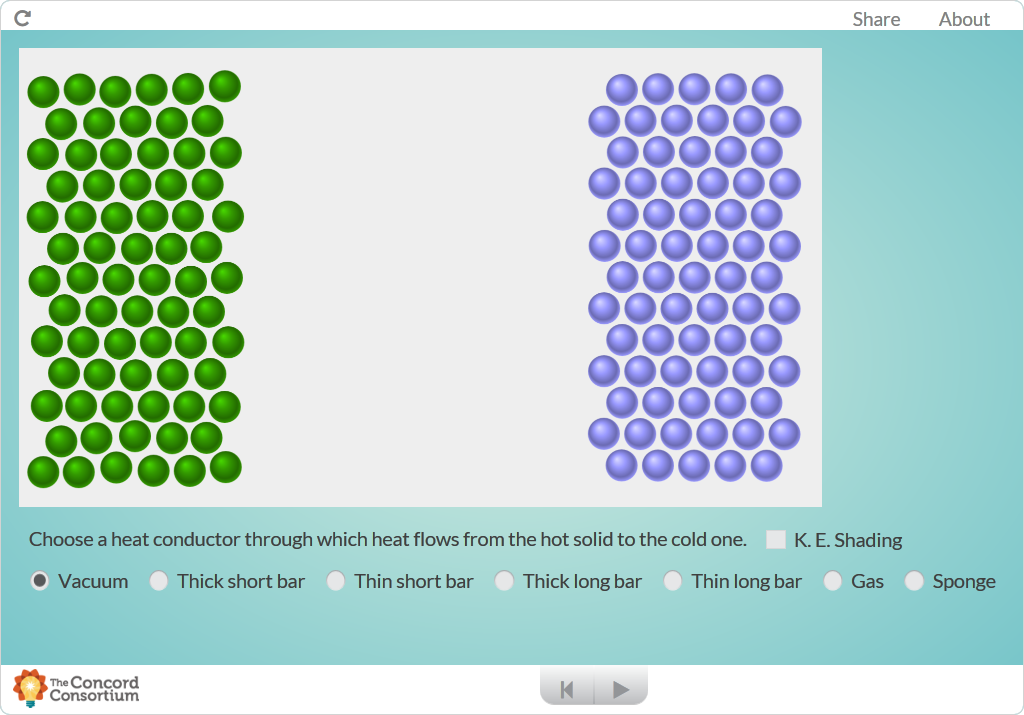 Share About
Choose a heat conductor through which heat flows from the hot solid to the cold one. K. E. Shading
Vacuum Thick short bar Thin short bar Thick long bar Thin long bar Gas Sponge
The Concord
Consortium